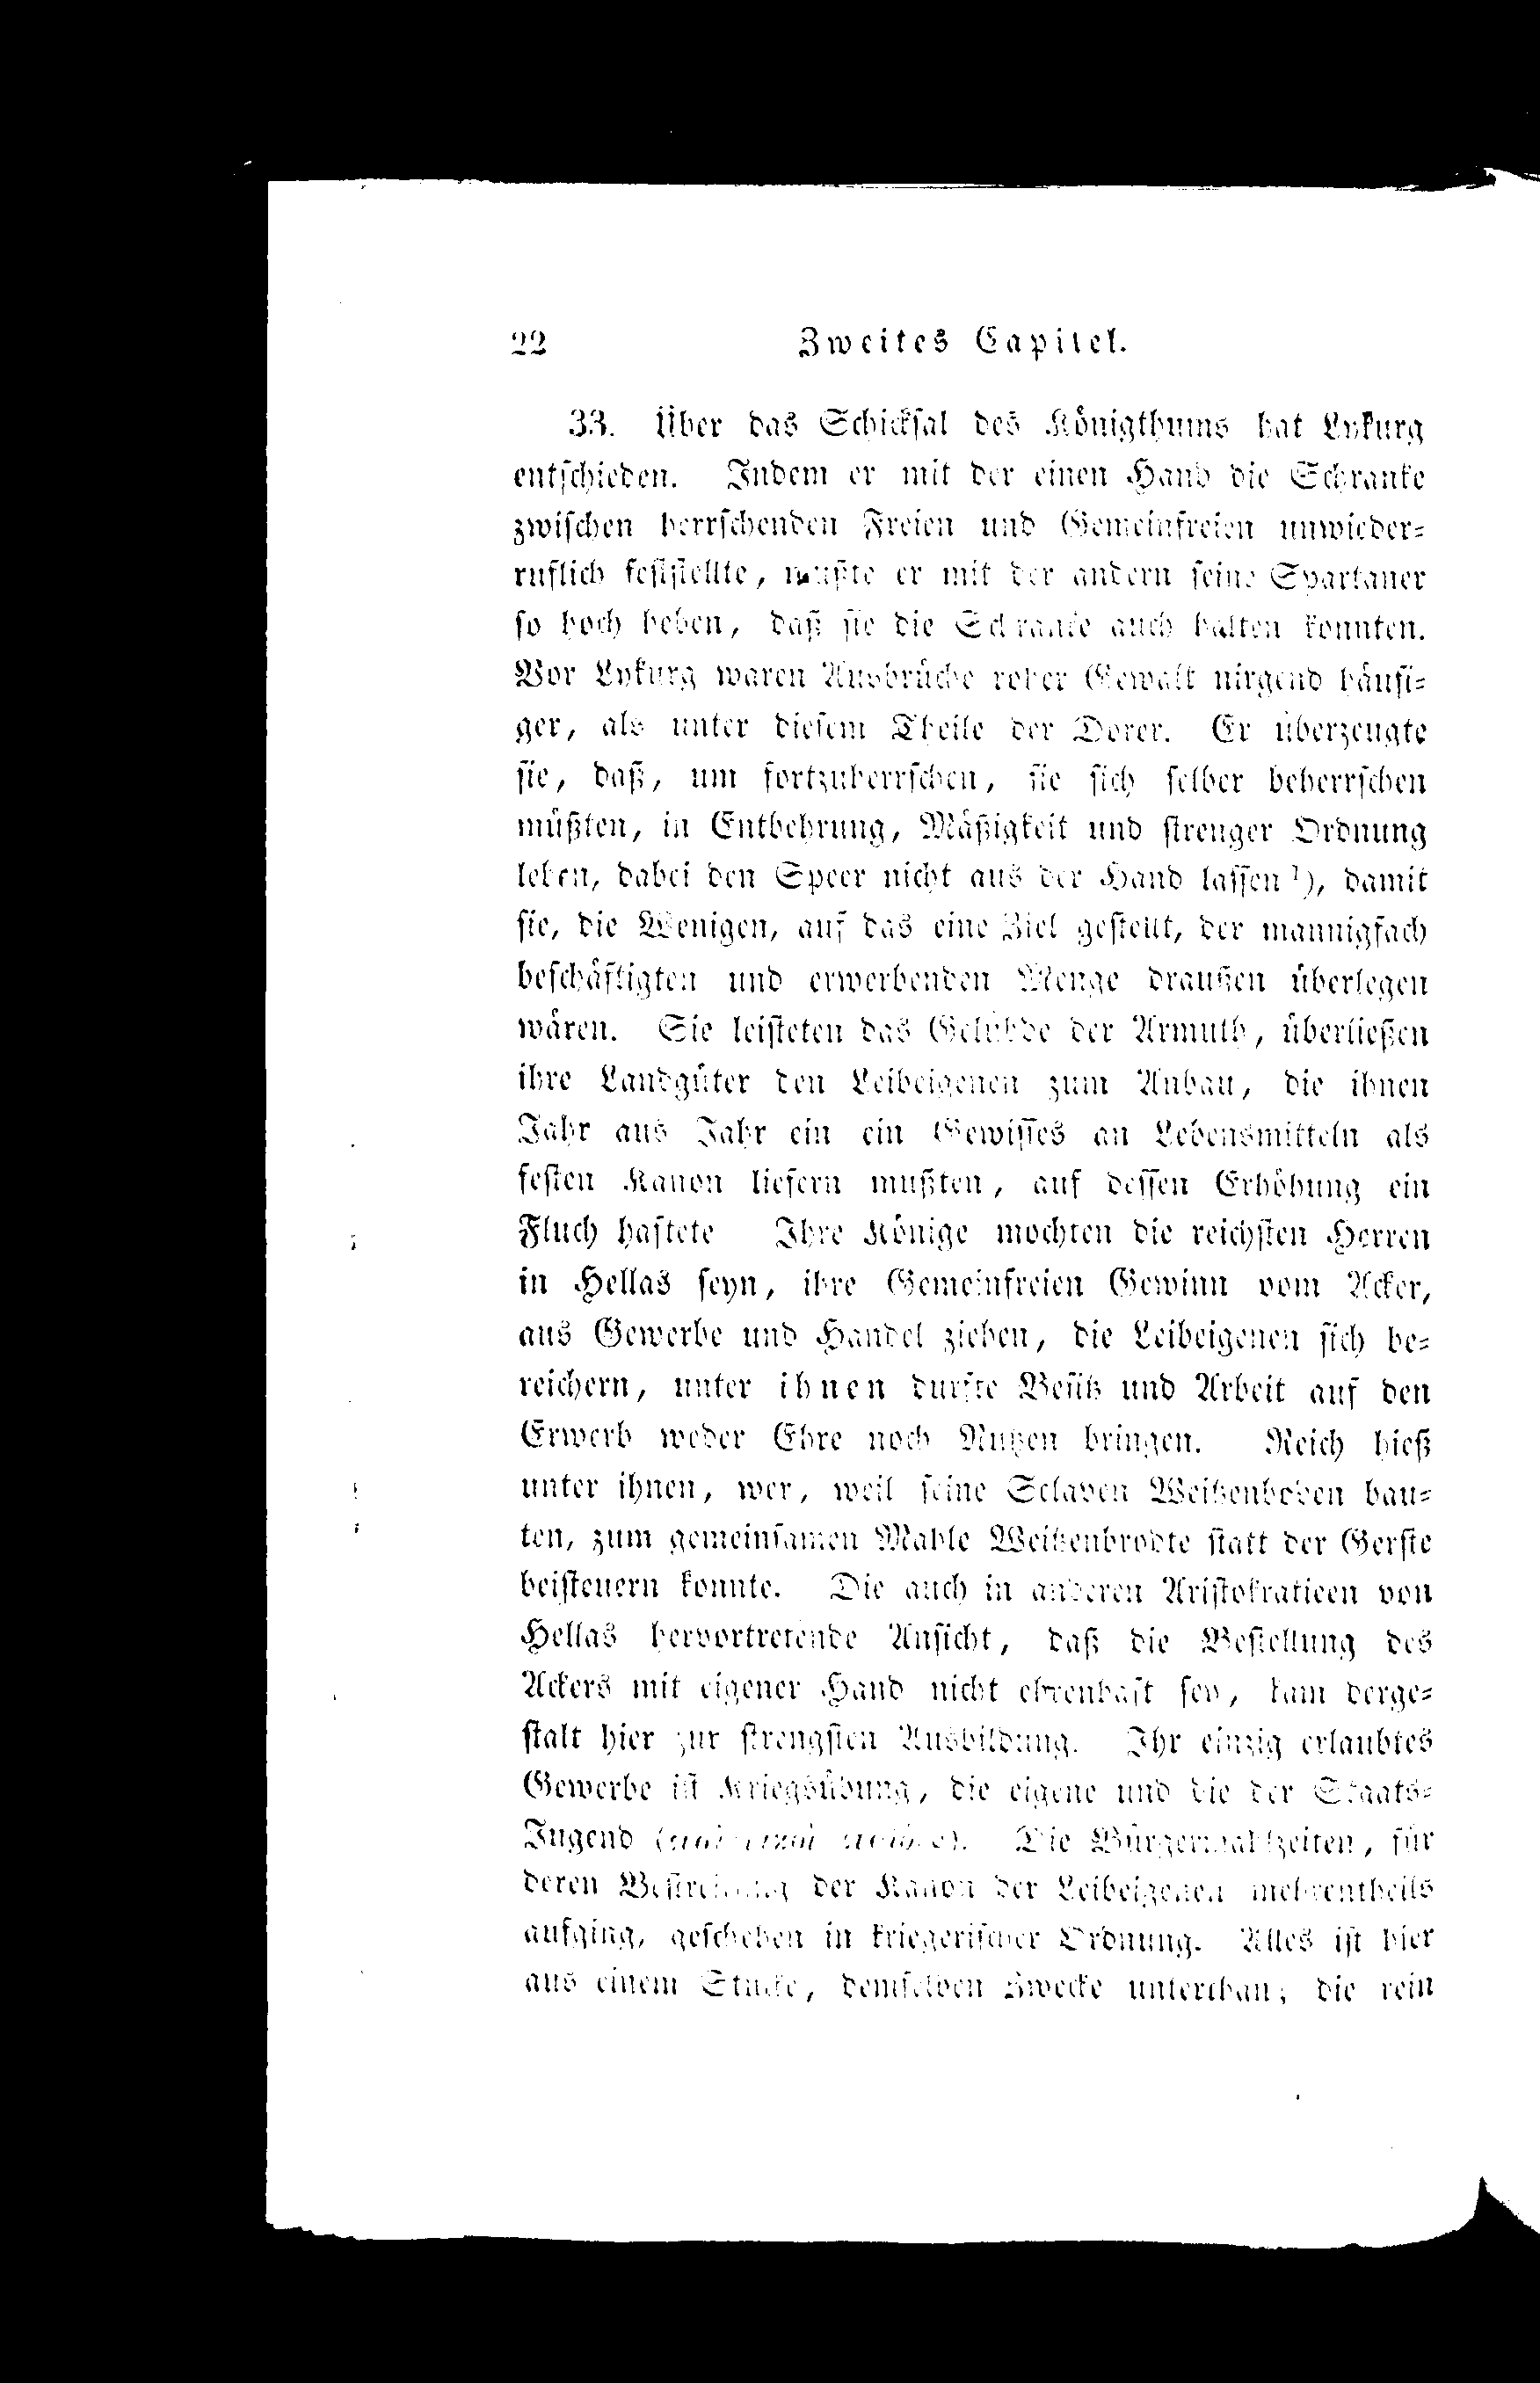 22 Zweites Capitel.
33. Über das Schicksal des Königthums hat Lykurg
entschieden. Indem er mit der einen Hand die Schranke
zwischen herrschenden Freien und Gemeinfreien unwieder-
ruflich feststellte, mußte er mit der andern seine Spartaner
so hoch heben, daß sie die Schranke auch halten konnten.
Vor Lykurg waren Ausbrüche roher Gewalt nirgend häufi-
ger, als unter diesem Theile der Dorer. Er überzeugte
sie, daß, um fortzuherrschen, sie sich selber beherrschen
müßten, in Entbehrung, Mäßigkeit und strenger Ordnung
leben, dabei den Speer nicht aus der Hand lassen ¹), damit
sie, die Wenigen, auf das eine Ziel gestellt, der mannigfach
beschäftigten und erwerbenden Menge draußen überlegen
wären. Sie leisteten das Gelübde der Armuth, überließen
ihre Landgüter den Leibeigenen zum Anbau, die ihnen
Jahr aus Jahr ein ein Gewisses an Lebensmitteln als
festen Kanon liefern mußten, auf dessen Erhöhung ein
Fluch haftete Ihre Könige mochten die reichsten Herren
in Hellas seyn, ihre Gemeinfreien Gewinn vom Acker,
aus Gewerbe und Handel ziehen, die Leibeigenen sich be-
reichern, unter ihnen durfte Besitz und Arbeit auf den
Erwerb weder Ehre noch Nutzen bringen. Reich hieß
unter ihnen, wer, weil seine Sclaven Weitzenboden bau-
ten, zum gemeinsamen Mahle Weitzenbrodte statt der Gerste
beisteuern konnte. Die auch in anderen Aristokratieen von
Hellas hervortretende Ansicht, daß die Bestellung des
Ackers mit eigener Hand nicht ehrenhaft sey, kam derge-
stalt hier zur strengsten Ausbildung. Ihr einzig erlaubtes
Gewerbe ist Kriegsübung, die eigene und die der Staats-
Jugend Die Bürgermahlzeiten, für
deren Bestreitung der Kanon der Leibeigenen mehrentheils
aufging, geschehen in kriegerischer Ordnung. Alles ist hier
aus einem Stücke, demselben Zwecke unterthan; die rein